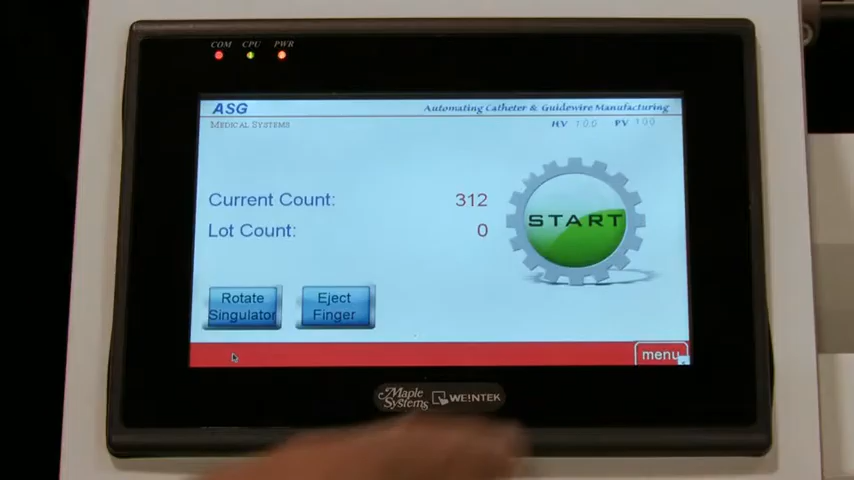 COM CPU PWR
ASG Automating Catheter & Guidewire Manufacturing
MEDICAL SYSTEMS HV 1.0.0 PV 1.0.0
Current Count: 312
Lot Count: 0
START
Rotate Singulator
Eject Finger
menu
Maple Systems WEINTEK